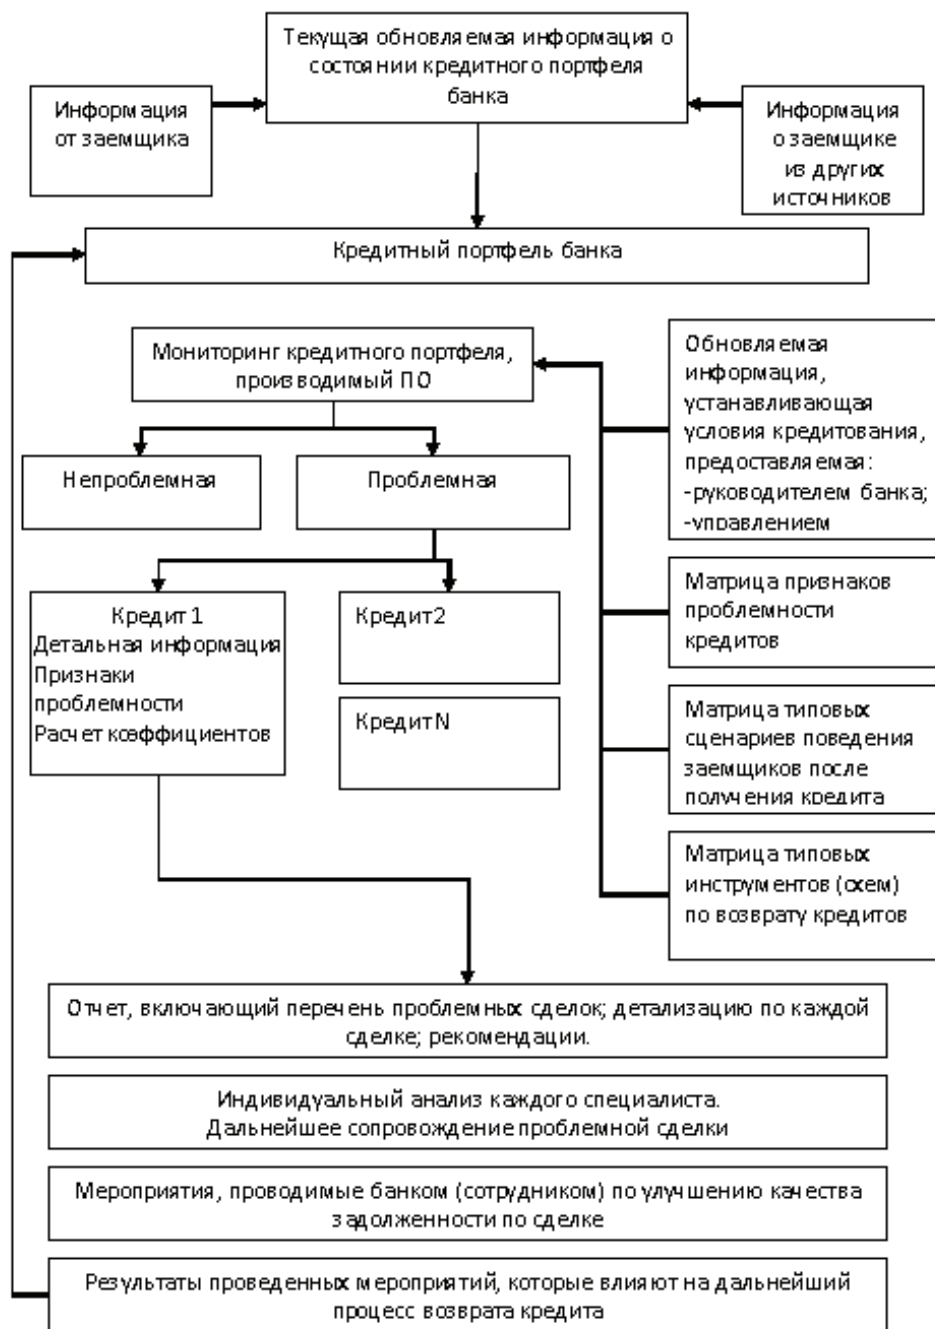 Текущая обновляемая информация о
состоянии кредитного портфеля
банка
Информация
от заемщика
Информация
о заемщике
из других
источников
Кредитный портфель банка
Мониторинг кредитного портфеля,
производимый ПО
Обновляемая
информация,
устанавливающая
условия кредитования,
предоставляемая:
-руководителем банка;
-управлением
Непроблемная
Проблемная
Матрица признаков
проблемности
кредитов
Кредит 1
Детальная информация
Признаки
проблемности
Расчет коэффициентов
Кредит2
Кредит N
Матрица типовых
сценариев поведения
заемщиков после
получения кредита
Матрица типовых
инструментов (схем)
по возврату кредитов
Отчет, включающий перечень проблемных сделок; детализацию по каждой
сделке; рекомендации.
Индивидуальный анализ каждого специалиста.
Дальнейшее сопровождение проблемной сделки
Мероприятия, проводимые банком (сотрудником) по улучшению качества
задолженности по сделке
Результаты проведенных мероприятий, которые влияют на дальнейший
процесс возврата кредита